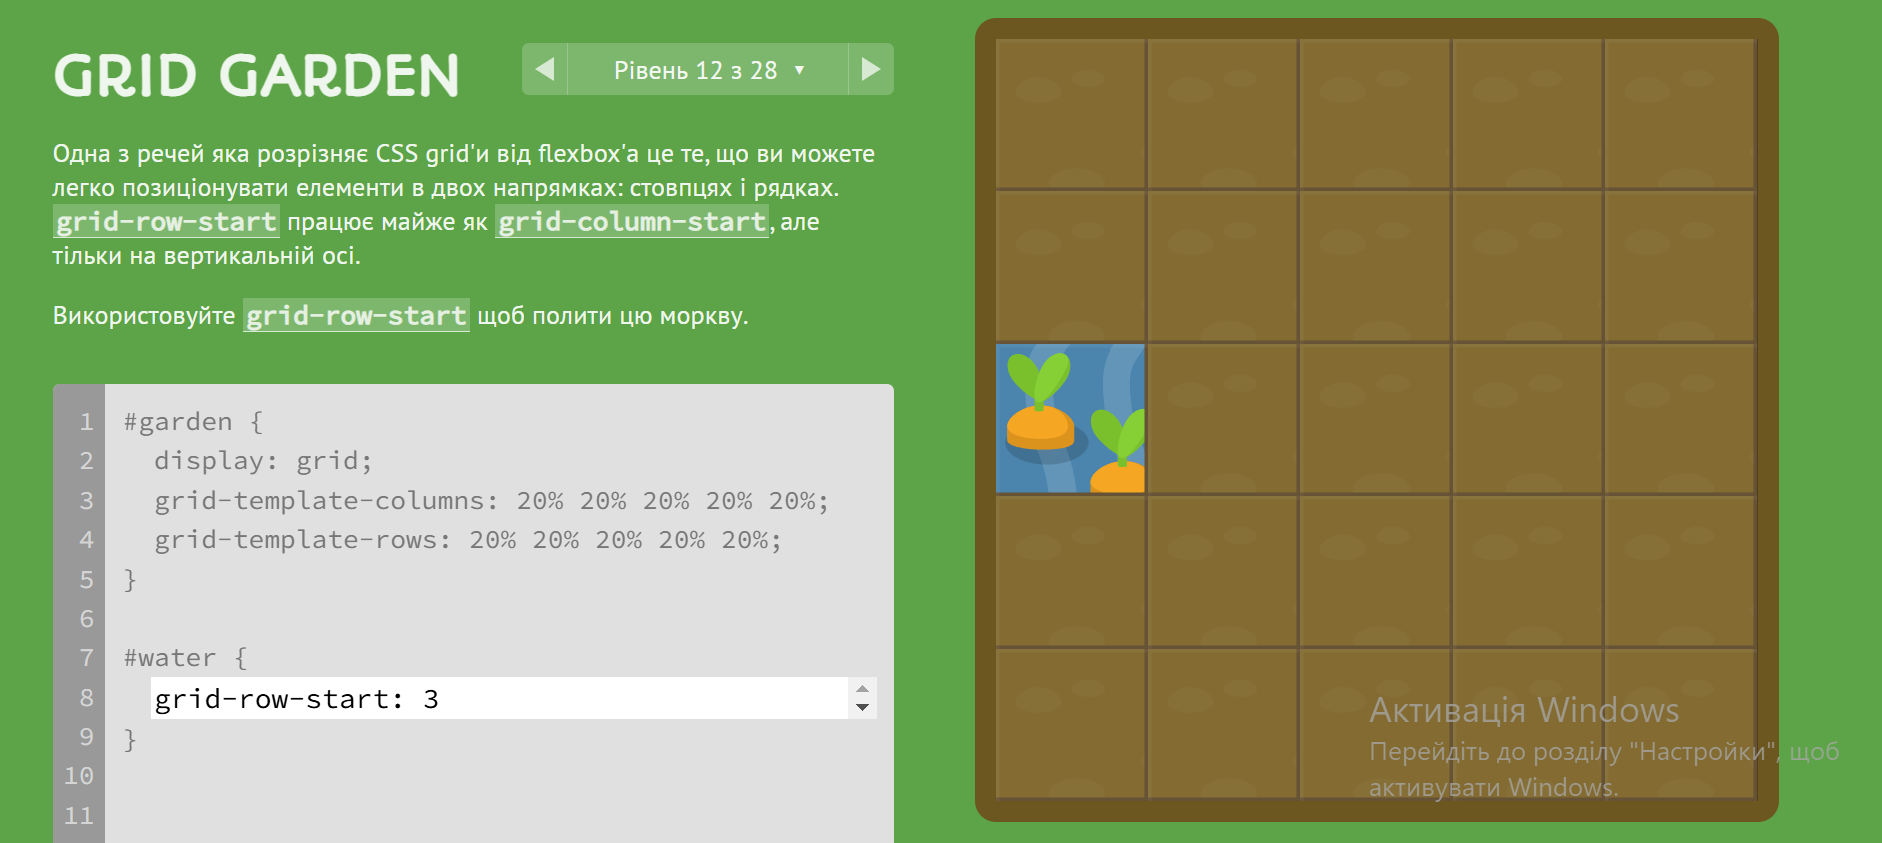 GRID GARDEN
Рівень 12 з 28 ▼
Одна з речей яка розрізняє CSS grid'и від flexbox'а це те, що ви можете
легко позиціонувати елементи в двох напрямках: стовпцях і рядках.
grid-row-start працює майже як grid-column-start, але
тільки на вертикальній осі.
Використовуйте grid-row-start щоб полити цю моркву.
1 #garden {
2 display: grid;
3 grid-template-columns: 20% 20% 20% 20% 20%;
4 grid-template-rows: 20% 20% 20% 20% 20%;
5 }
6
7 #water {
8 grid-row-start: 3
9 }
10
11
Активація Windows
Перейдіть до розділу "Настройки", щоб
активувати Windows.